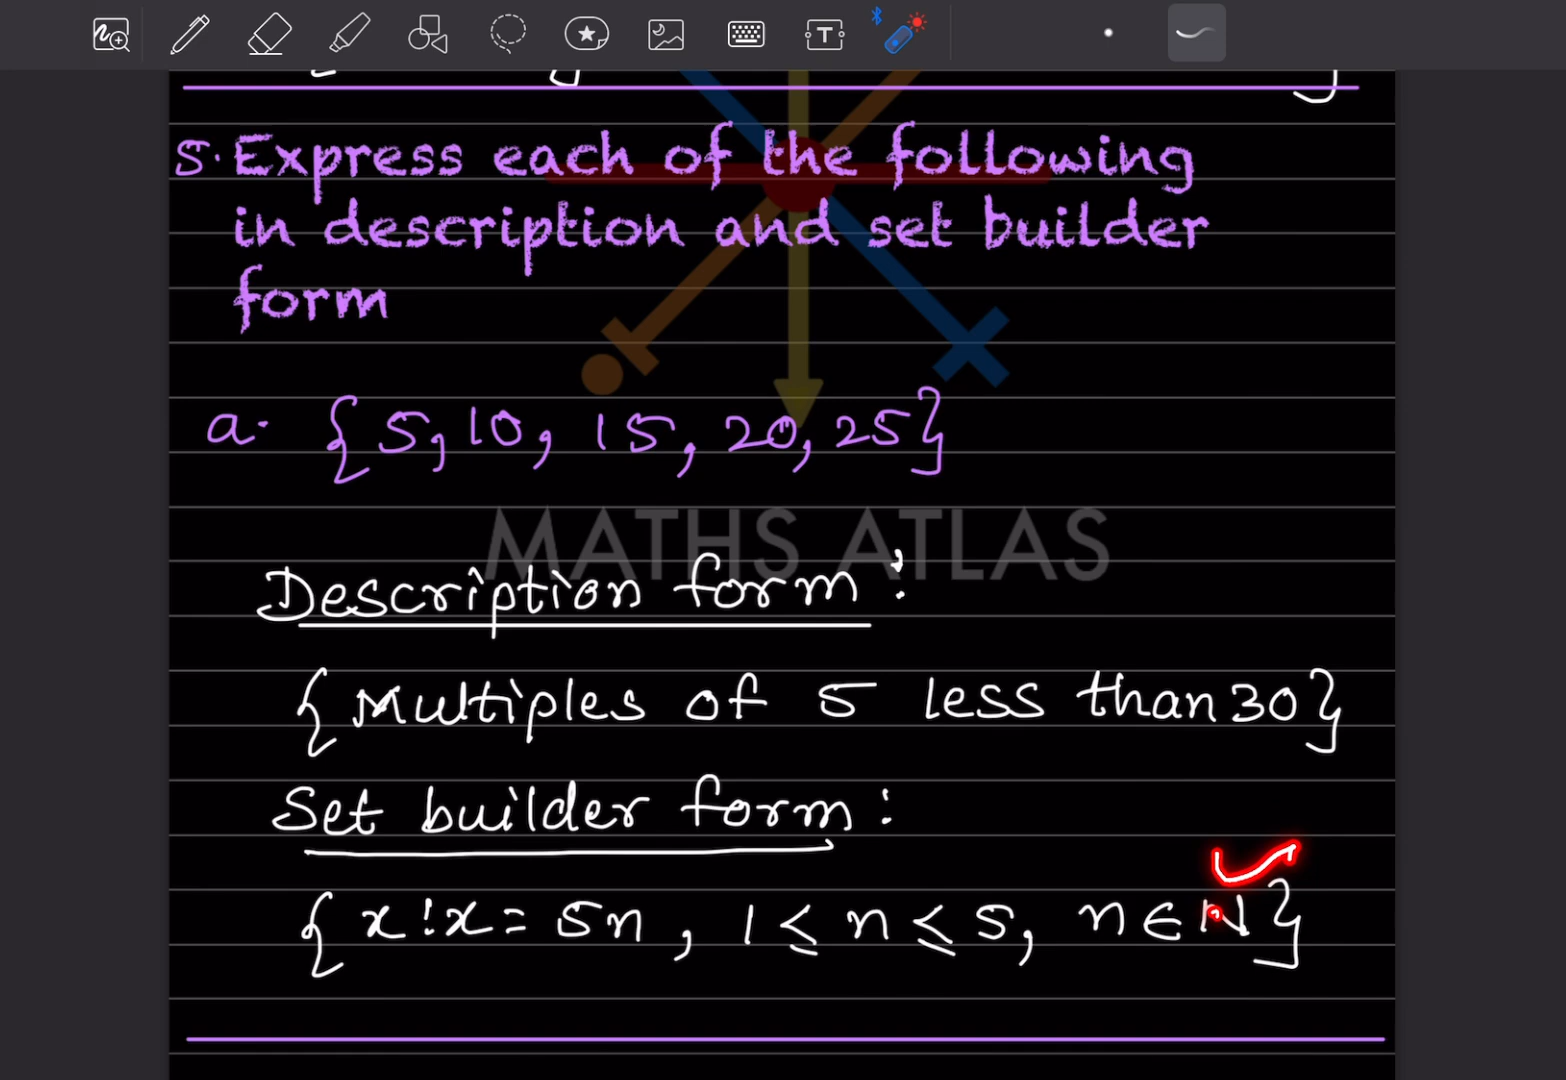 5. Express each of the following
in description and set builder
form
a. {5, 10, 15, 20, 25}
MATHS ATLAS
Description form :
{Multiples of 5 less than 30}
Set builder form :
{x!x = 5n, 1 ≤ n ≤ 5, n ∈ N}